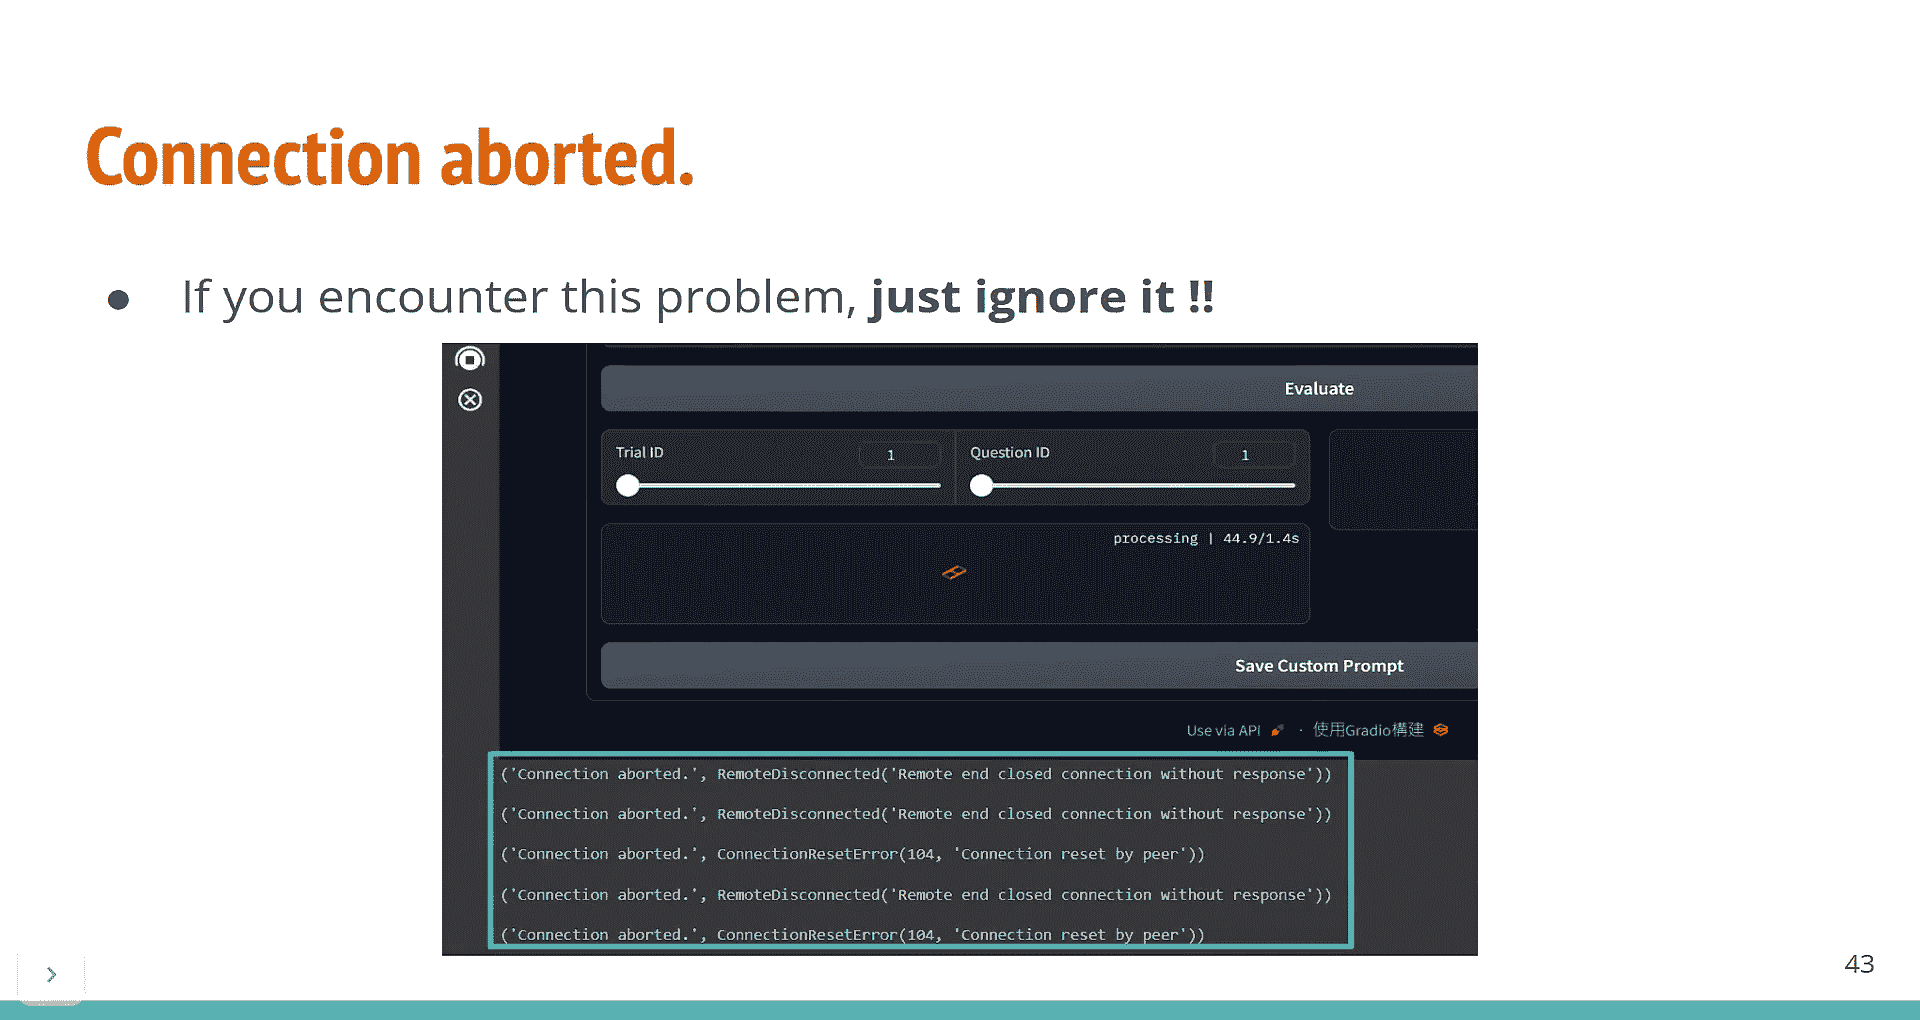 Connection aborted.
● If you encounter this problem, just ignore it !!
Evaluate
Trial ID 1 Question ID 1
processing | 44.9/1.4s
Save Custom Prompt
Use via API · 使用Gradio構建
('Connection aborted.', RemoteDisconnected('Remote end closed connection without response'))
('Connection aborted.', RemoteDisconnected('Remote end closed connection without response'))
('Connection aborted.', ConnectionResetError(104, 'Connection reset by peer'))
('Connection aborted.', RemoteDisconnected('Remote end closed connection without response'))
('Connection aborted.', ConnectionResetError(104, 'Connection reset by peer'))
43